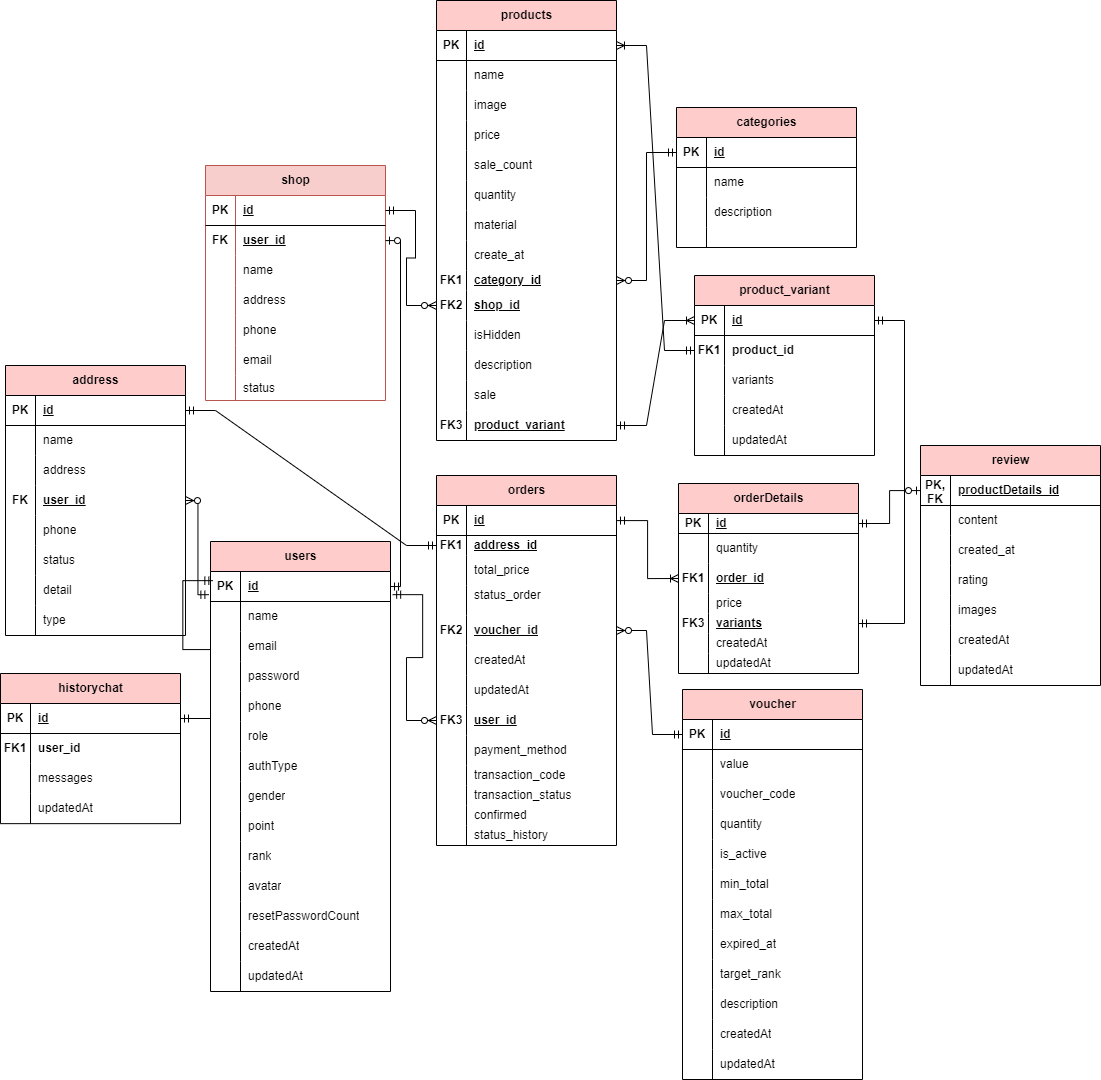 products
PK id
name
image
price
sale_count
quantity
material
create_at
FK1 category_id
FK2 shop_id
isHidden
description
sale
FK3 product_variant
categories
PK id
name
description
shop
PK id
FK user_id
name
address
phone
email
status
product_variant
PK id
FK1 product_id
variants
createdAt
updatedAt
address
PK id
name
address
FK user_id
phone
status
detail
type
review
PK, FK productDetails_id
content
created_at
rating
images
createdAt
updatedAt
orders
PK id
FK1 address_id
total_price
status_order
FK2 voucher_id
createdAt
updatedAt
FK3 user_id
payment_method
transaction_code
transaction_status
confirmed
status_history
orderDetails
PK id
quantity
FK1 order_id
price
FK3 variants
createdAt
updatedAt
users
PK id
name
email
password
phone
role
authType
gender
point
rank
avatar
resetPasswordCount
createdAt
updatedAt
historychat
PK id
FK1 user_id
messages
updatedAt
voucher
PK id
value
voucher_code
quantity
is_active
min_total
max_total
expired_at
target_rank
description
createdAt
updatedAt